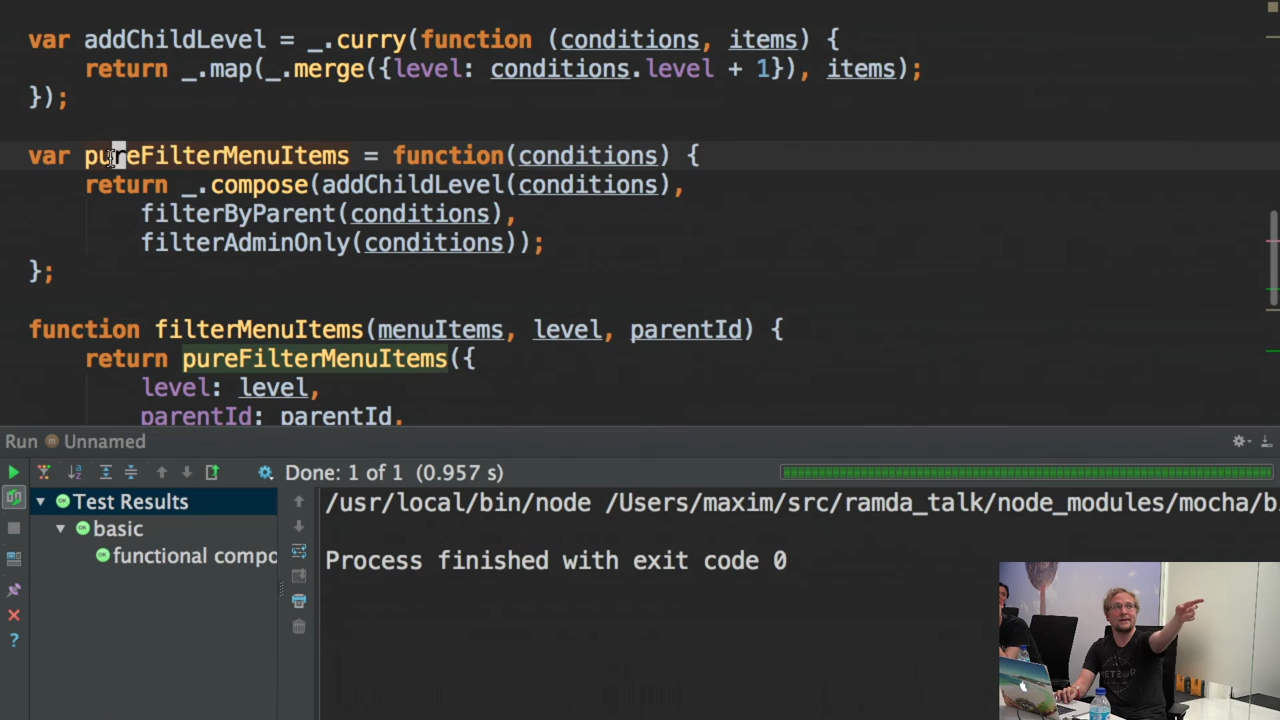 var addChildLevel = _.curry(function (conditions, items) {
return _.map(_.merge({level: conditions.level + 1}), items);
});
var pureFilterMenuItems = function(conditions) {
return _.compose(addChildLevel(conditions),
filterByParent(conditions),
filterAdminOnly(conditions));
};
function filterMenuItems(menuItems, level, parentId) {
return pureFilterMenuItems({
level: level,
parentId: parentId,
Run Unnamed
Done: 1 of 1 (0.957 s)
Test Results
basic
functional compo
/usr/local/bin/node /Users/maxim/src/ramda_talk/node_modules/mocha/b
Process finished with exit code 0
METEOR